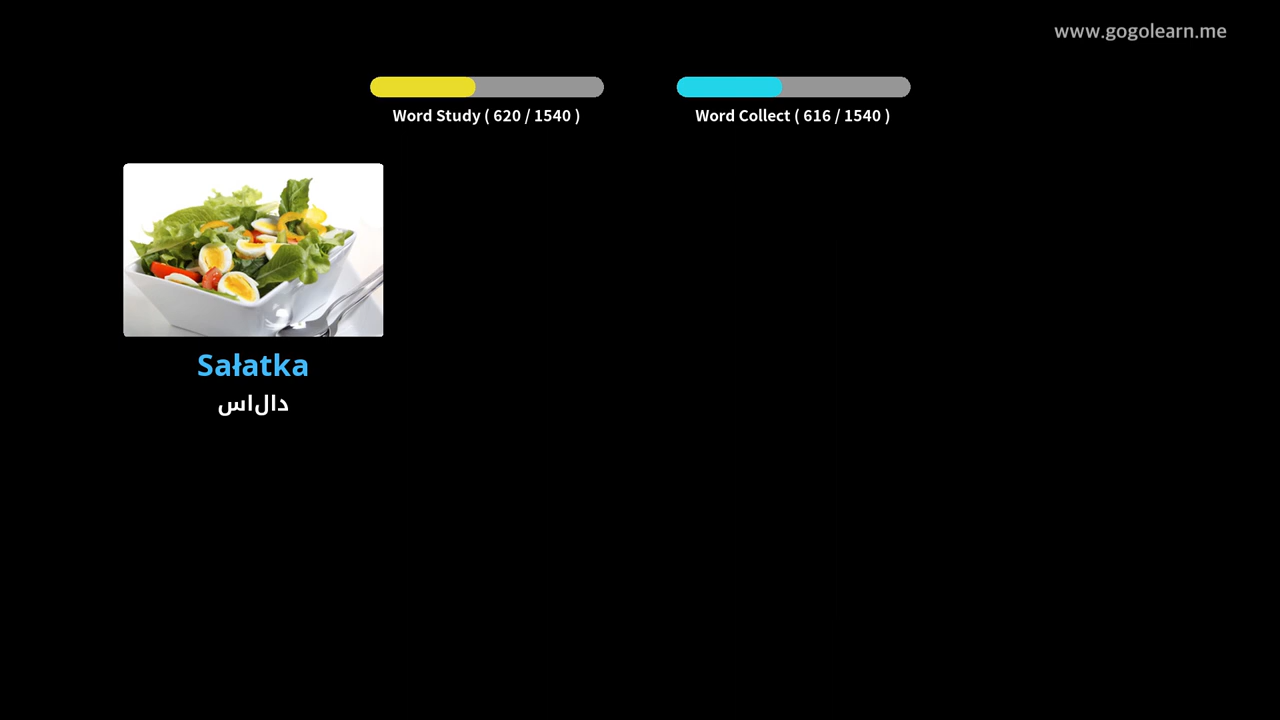 www.gogolearn.me
Word Study ( 620 / 1540 )
Word Collect ( 616 / 1540 )
Sałatka
دال‌اس